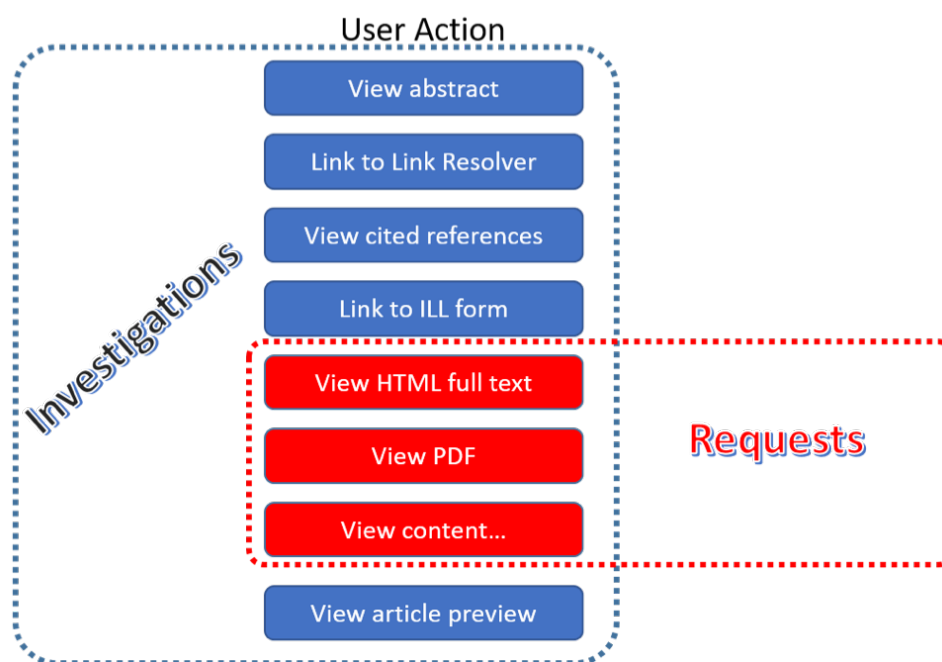 User Action
View abstract
Link to Link Resolver
View cited references
Link to ILL form
Investigations
View HTML full text
View PDF
Requests
View content…
View article preview